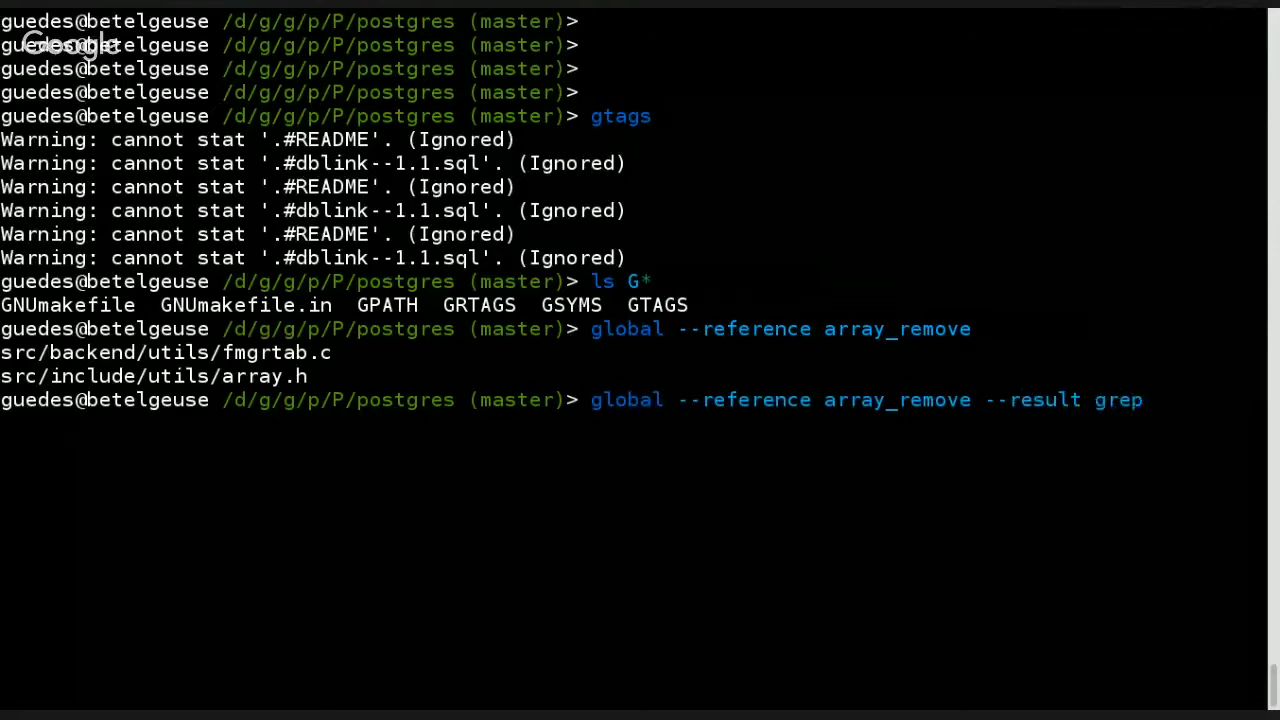 guedes@betelgeuse /d/g/g/p/P/postgres (master)>
Google
guedes@betelgeuse /d/g/g/p/P/postgres (master)>
guedes@betelgeuse /d/g/g/p/P/postgres (master)>
guedes@betelgeuse /d/g/g/p/P/postgres (master)>
guedes@betelgeuse /d/g/g/p/P/postgres (master)> gtags
Warning: cannot stat '.#README'. (Ignored)
Warning: cannot stat '.#dblink--1.1.sql'. (Ignored)
Warning: cannot stat '.#README'. (Ignored)
Warning: cannot stat '.#dblink--1.1.sql'. (Ignored)
Warning: cannot stat '.#README'. (Ignored)
Warning: cannot stat '.#dblink--1.1.sql'. (Ignored)
guedes@betelgeuse /d/g/g/p/P/postgres (master)> ls G*
GNUmakefile  GNUmakefile.in  GPATH  GRTAGS  GSYMS  GTAGS
guedes@betelgeuse /d/g/g/p/P/postgres (master)> global --reference array_remove
src/backend/utils/fmgrtab.c
src/include/utils/array.h
guedes@betelgeuse /d/g/g/p/P/postgres (master)> global --reference array_remove --result grep